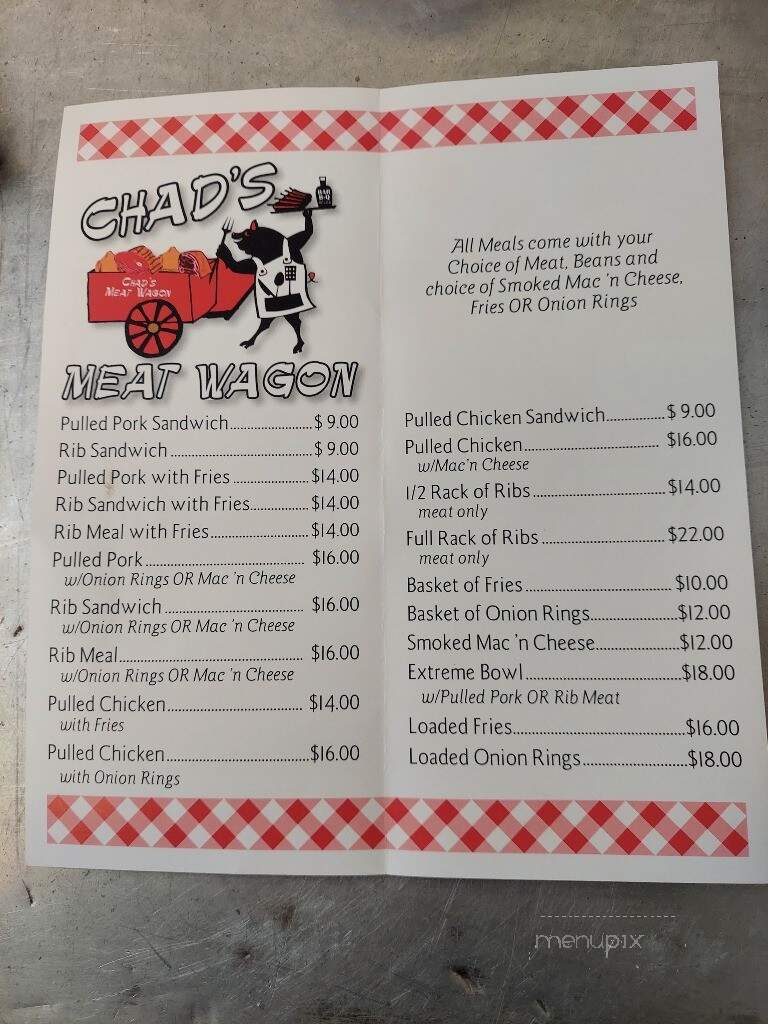 CHAD'S
BAR B-Q
CHAD'S
MEAT WAGON
MEAT WAGON
Pulled Pork Sandwich.......................$ 9.00
Rib Sandwich........................................$ 9.00
Pulled Pork with Fries......................$14.00
Rib Sandwich with Fries................$14.00
Rib Meal with Fries...........................$14.00
Pulled Pork............................................ $16.00
w/Onion Rings OR Mac 'n Cheese
Rib Sandwich....................................... $16.00
w/Onion Rings OR Mac 'n Cheese
Rib Meal................................................... $16.00
w/Onion Rings OR Mac 'n Cheese
Pulled Chicken..................................... $14.00
with Fries
Pulled Chicken.......................................$16.00
with Onion Rings
All Meals come with your
Choice of Meat, Beans and
choice of Smoked Mac 'n Cheese,
Fries OR Onion Rings
Pulled Chicken Sandwich................$ 9.00
Pulled Chicken..................................... $16.00
w/Mac'n Cheese
1/2 Rack of Ribs.....................................$14.00
meat only
Full Rack of Ribs..................................$22.00
meat only
Basket of Fries........................................ $10.00
Basket of Onion Rings.......................$12.00
Smoked Mac 'n Cheese......................$12.00
Extreme Bowl..........................................$18.00
w/Pulled Pork OR Rib Meat
Loaded Fries..............................................$16.00
Loaded Onion Rings............................$18.00
menupix